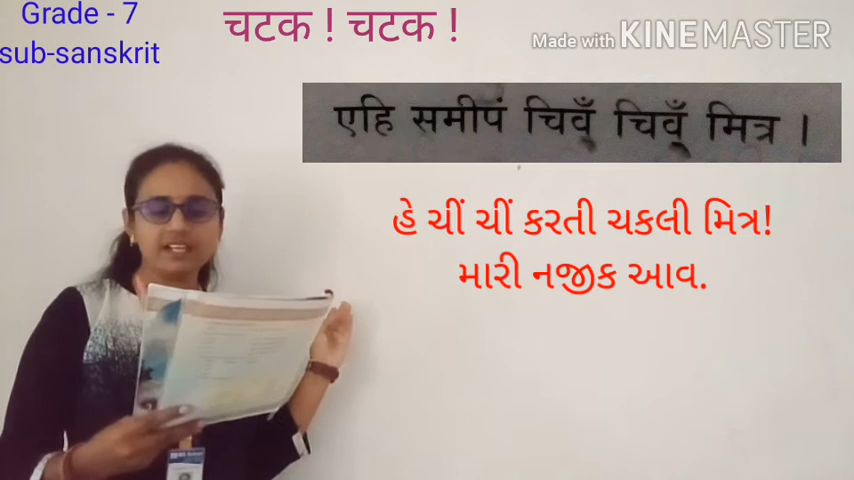 Grade - 7
sub-sanskrit
चटक ! चटक !
Made with KINEMASTER
एहि समीपं चिवँ् चिवँ् मित्र ।
હે ચીં ચીં કરતી ચકલી મિત્ર!
મારી નજીક આવ.